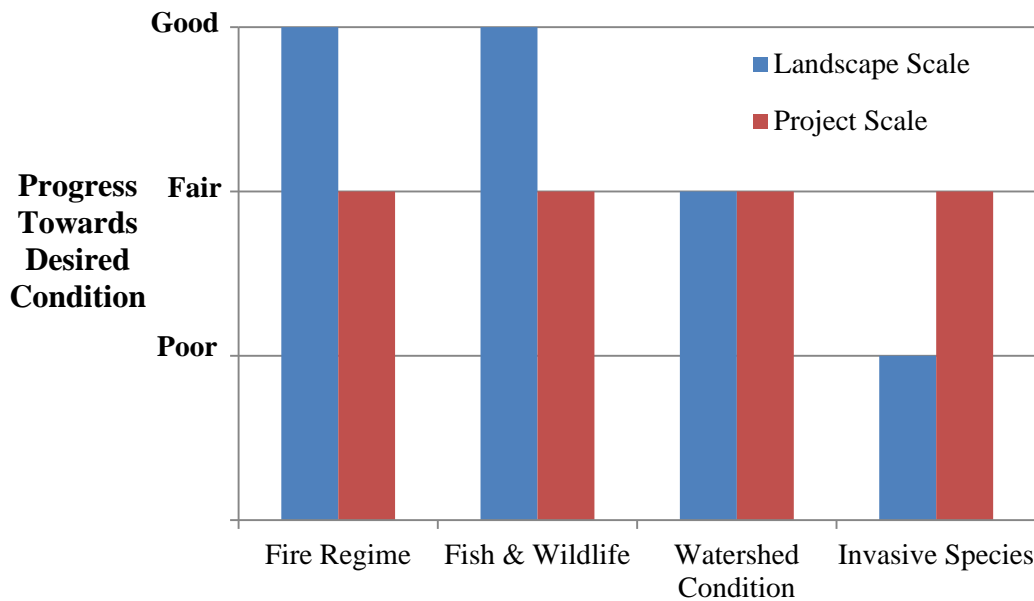 Good
Landscape Scale
Project Scale
Progress
Towards
Desired
Condition
Fair
Poor
Fire Regime
Fish & Wildlife
Watershed
Condition
Invasive Species